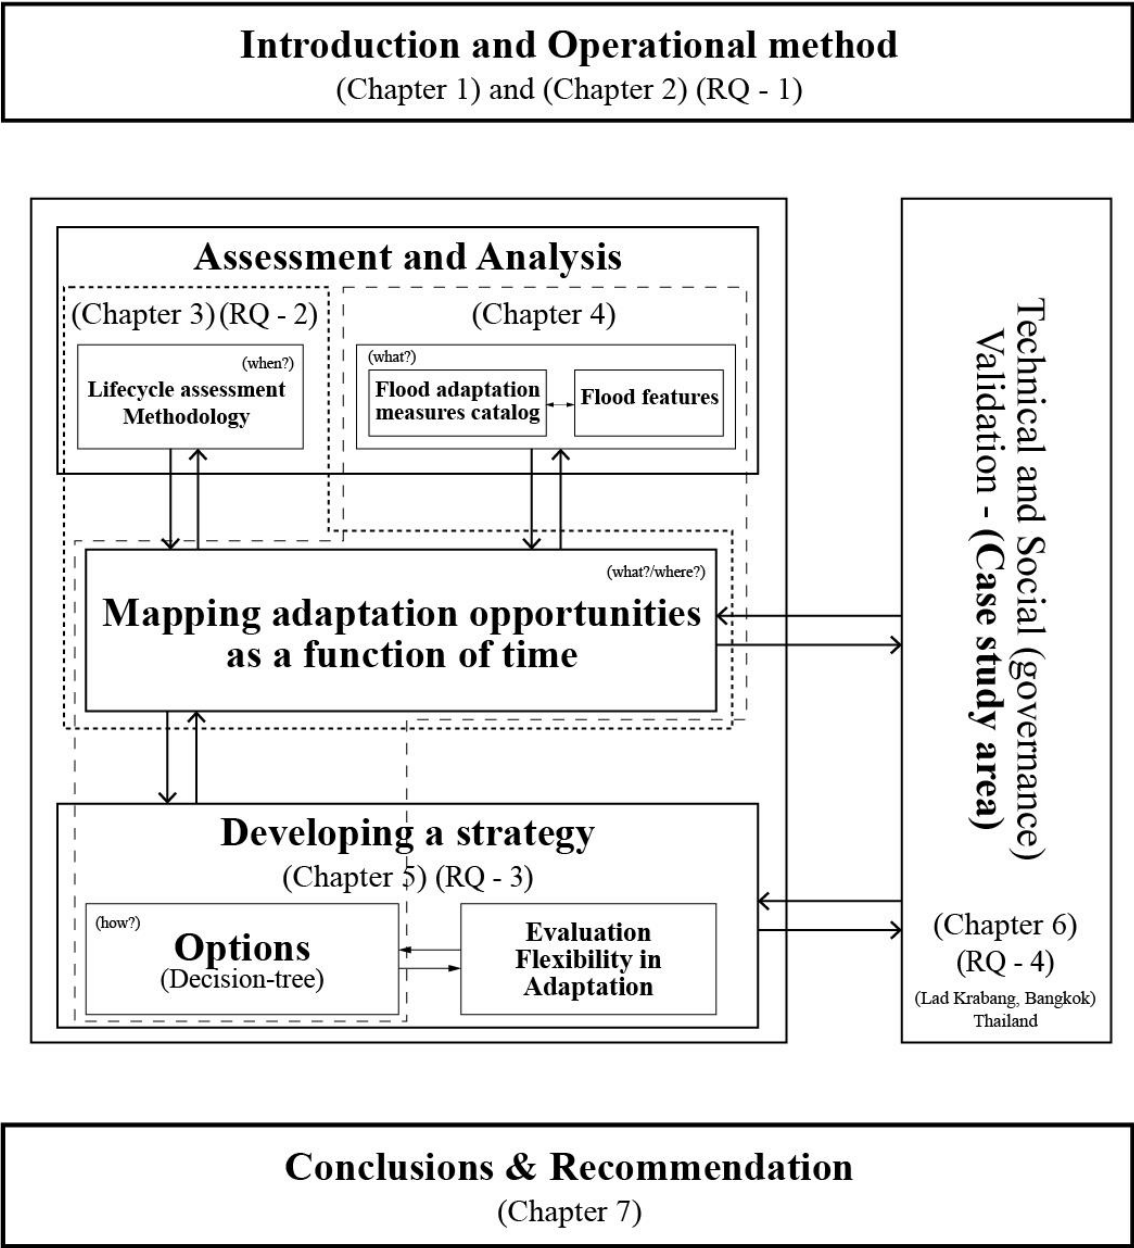 Introduction and Operational method
(Chapter 1) and (Chapter 2) (RQ - 1)
Assessment and Analysis
(Chapter 3) (RQ - 2)
(when?)
Lifecycle assessment
Methodology
(Chapter 4)
(what?)
Flood adaptation
measures catalog
Flood features
(what?/where?)
Mapping adaptation opportunities
as a function of time
Developing a strategy
(Chapter 5) (RQ - 3)
(how?)
Options
(Decision-tree)
Evaluation
Flexibility in
Adaptation
Technical and Social (governance)
Validation - (Case study area)
(Chapter 6)
(RQ - 4)
(Lad Krabang, Bangkok)
Thailand
Conclusions & Recommendation
(Chapter 7)